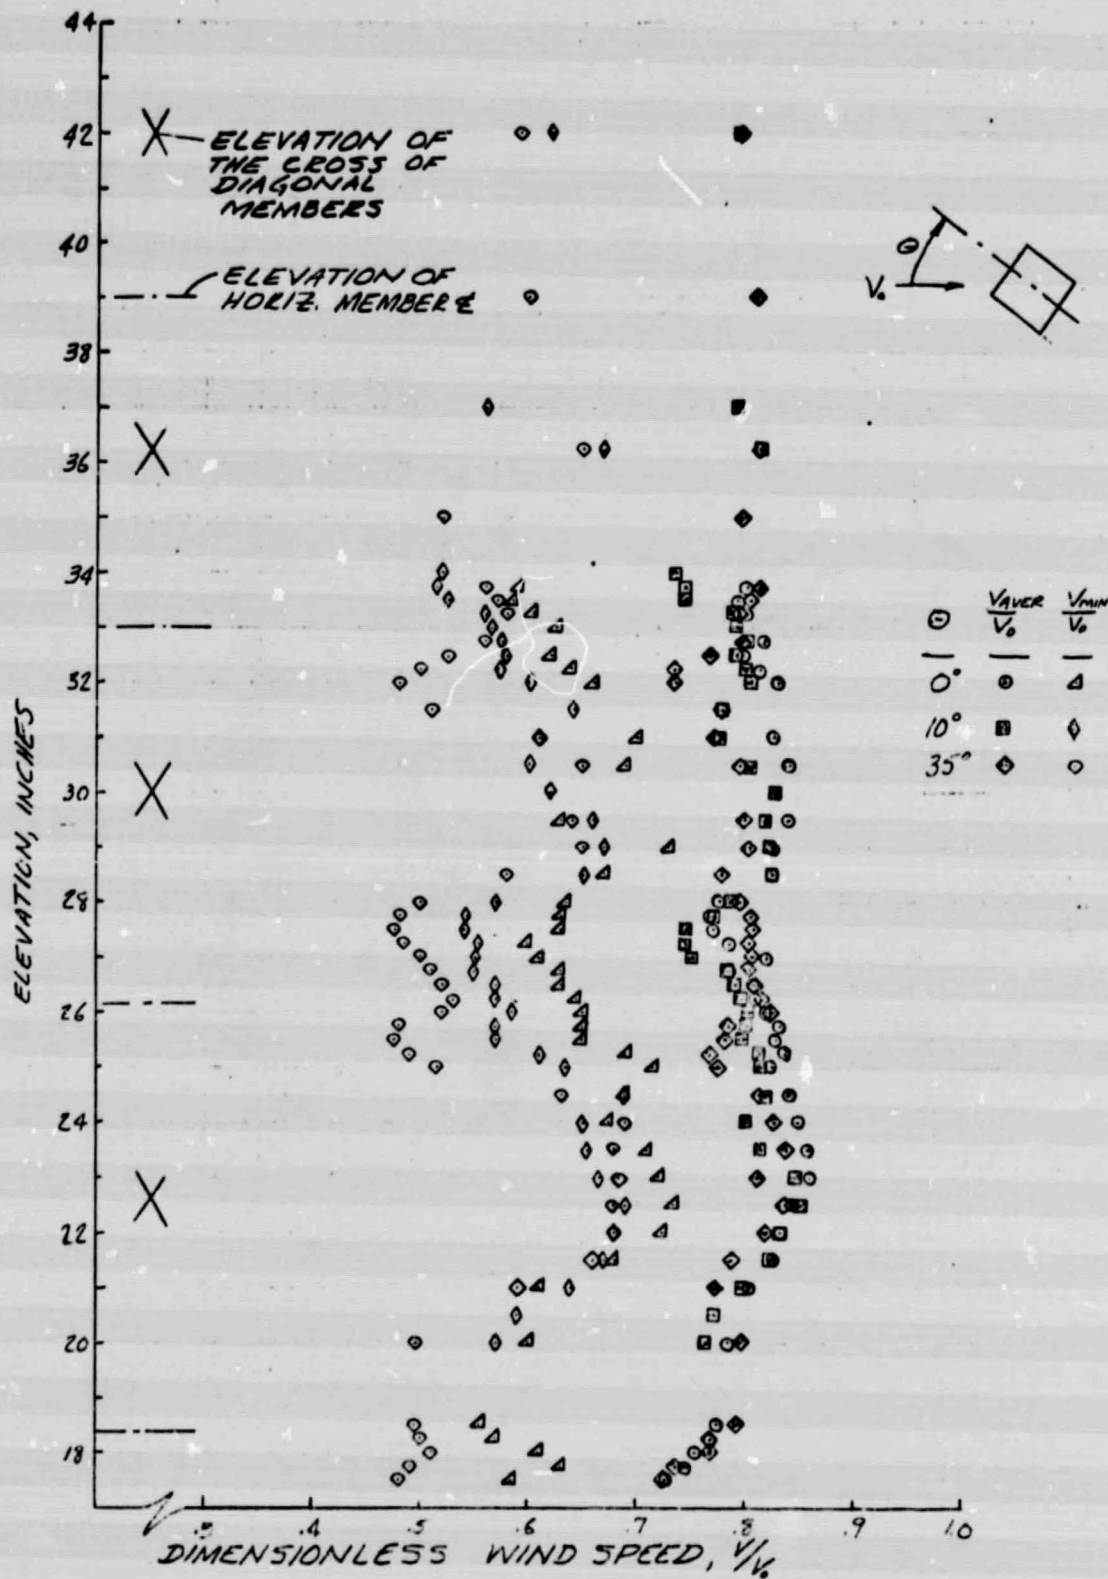 44
42
40
38
36
34
32
30
28
26
24
22
20
18
ELEVATION, INCHES
ELEVATION OF
THE CROSS OF
DIAGONAL
MEMBERS
ELEVATION OF
HORIZ. MEMBER ℄
Θ
V₀
Θ VAVER/V₀ VMIN/V₀
0°
10°
35°
.3 .4 .5 .6 .7 .8 .9 1.0
DIMENSIONLESS WIND SPEED, V/V₀